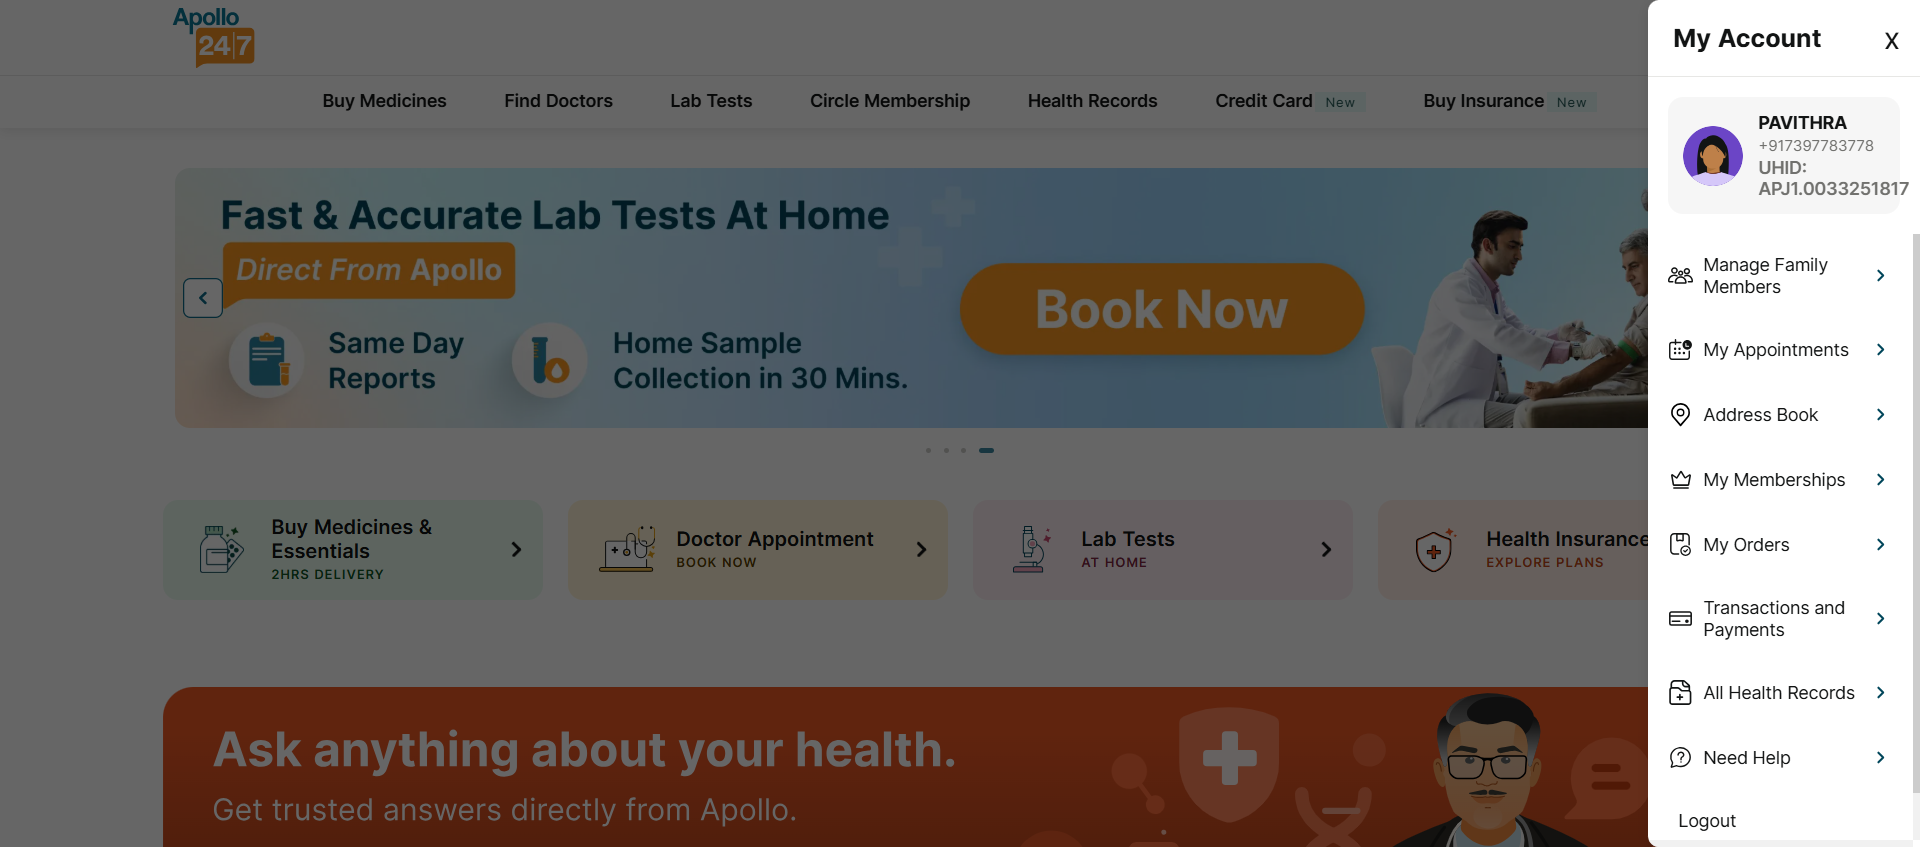 Apollo
24|7
Buy Medicines
Find Doctors
Lab Tests
Circle Membership
Health Records
Credit Card New
Buy Insurance New
Fast & Accurate Lab Tests At Home
Direct From Apollo
Same Day
Reports
Home Sample
Collection in 30 Mins.
Book Now
Buy Medicines &
Essentials
2HRS DELIVERY
Doctor Appointment
BOOK NOW
Lab Tests
AT HOME
Health Insurance
EXPLORE PLANS
Ask anything about your health.
Get trusted answers directly from Apollo.
My Account
X
PAVITHRA
+917397783778
UHID:
APJ1.0033251817
Manage Family
Members
My Appointments
Address Book
My Memberships
My Orders
Transactions and
Payments
All Health Records
Need Help
Logout